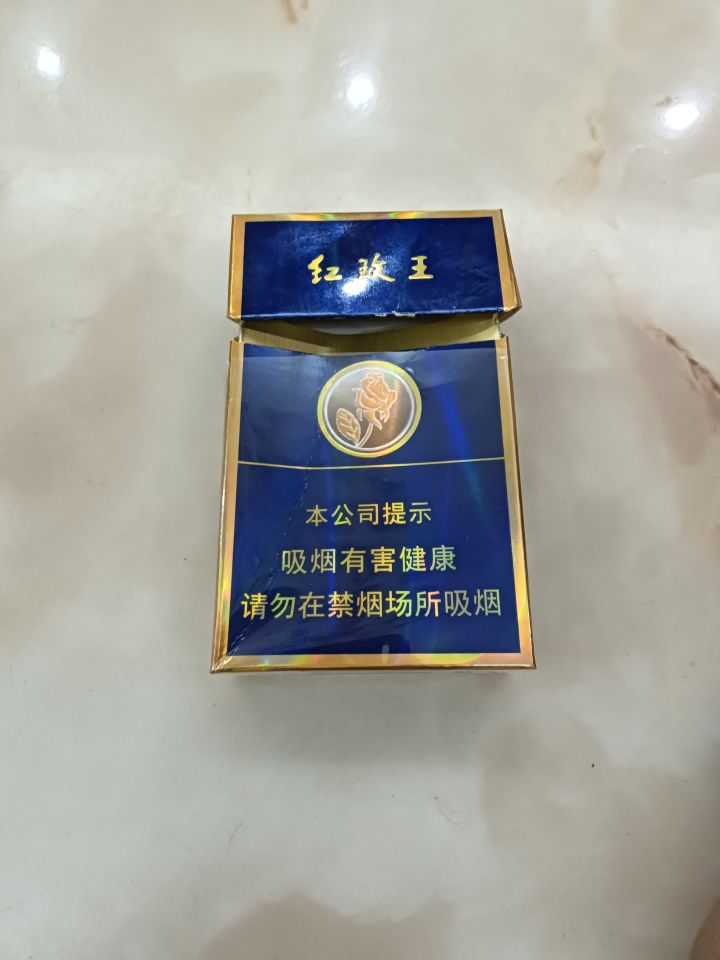 红玫王
本公司提示
吸烟有害健康
请勿在禁烟场所吸烟